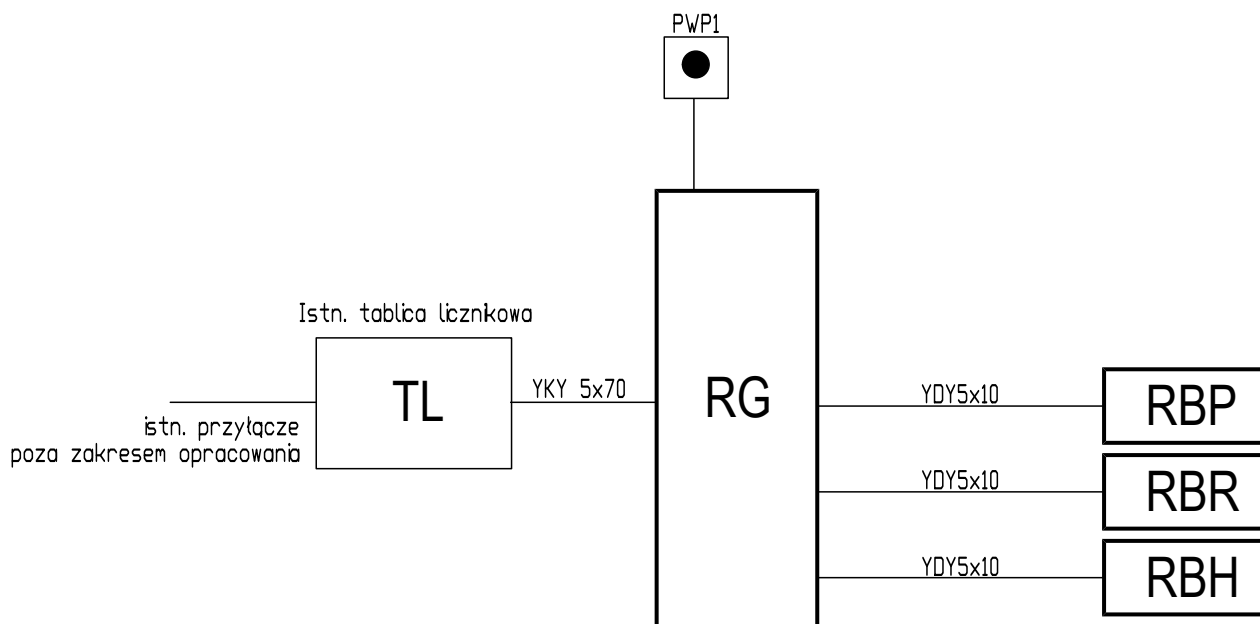 PWP1
Istn. tablica licznikowa
TL
YKY 5x70
RG
istn. przyłącze
poza zakresem opracowania
YDY5x10
RBP
YDY5x10
RBR
YDY5x10
RBH